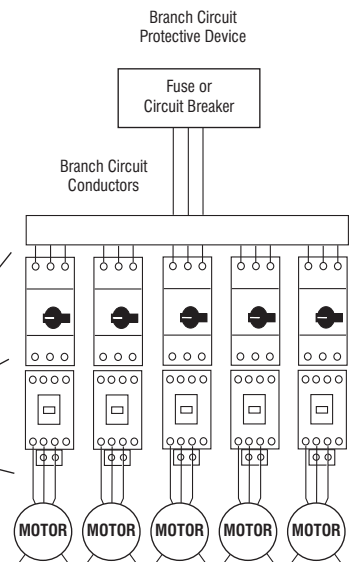 Branch Circuit
Protective Device
Fuse or
Circuit Breaker
Branch Circuit
Conductors
MOTOR MOTOR MOTOR MOTOR MOTOR